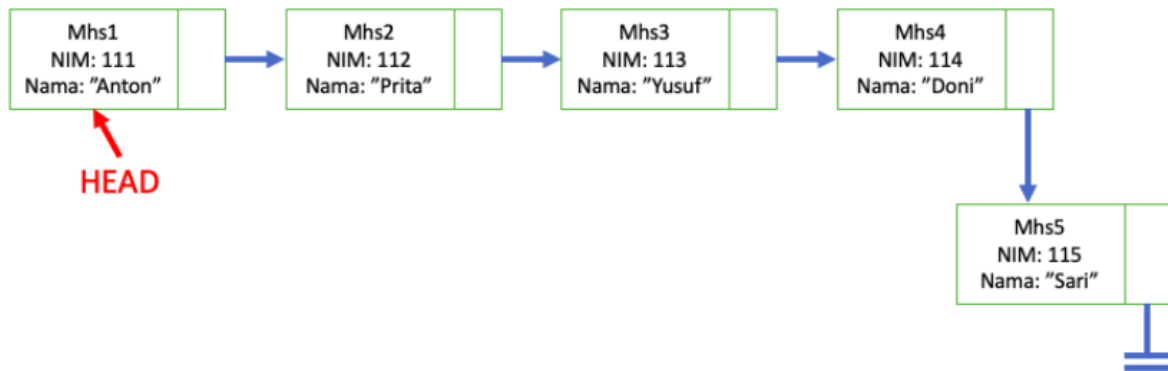 Mhs1
NIM: 111
Nama: ”Anton”
Mhs2
NIM: 112
Nama: ”Prita”
Mhs3
NIM: 113
Nama: ”Yusuf”
Mhs4
NIM: 114
Nama: ”Doni”
HEAD
Mhs5
NIM: 115
Nama: ”Sari”